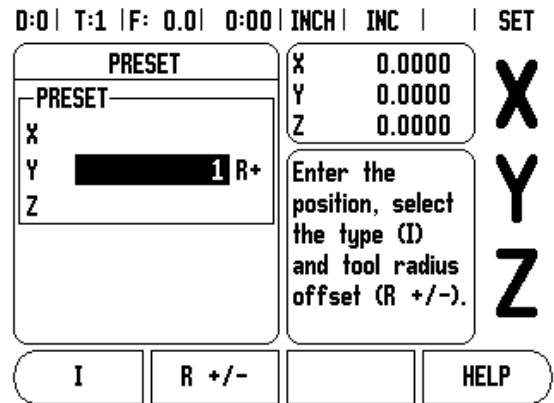 D:0 | T:1 | F: 0.0 | 0:00 | INCH | INC | | SET
PRESET
PRESET
X
Y 1 R+
Z
X 0.0000
Y 0.0000
Z 0.0000
Enter the
position, select
the type (I)
and tool radius
offset (R +/-).
X
Y
Z
I
R +/-
HELP